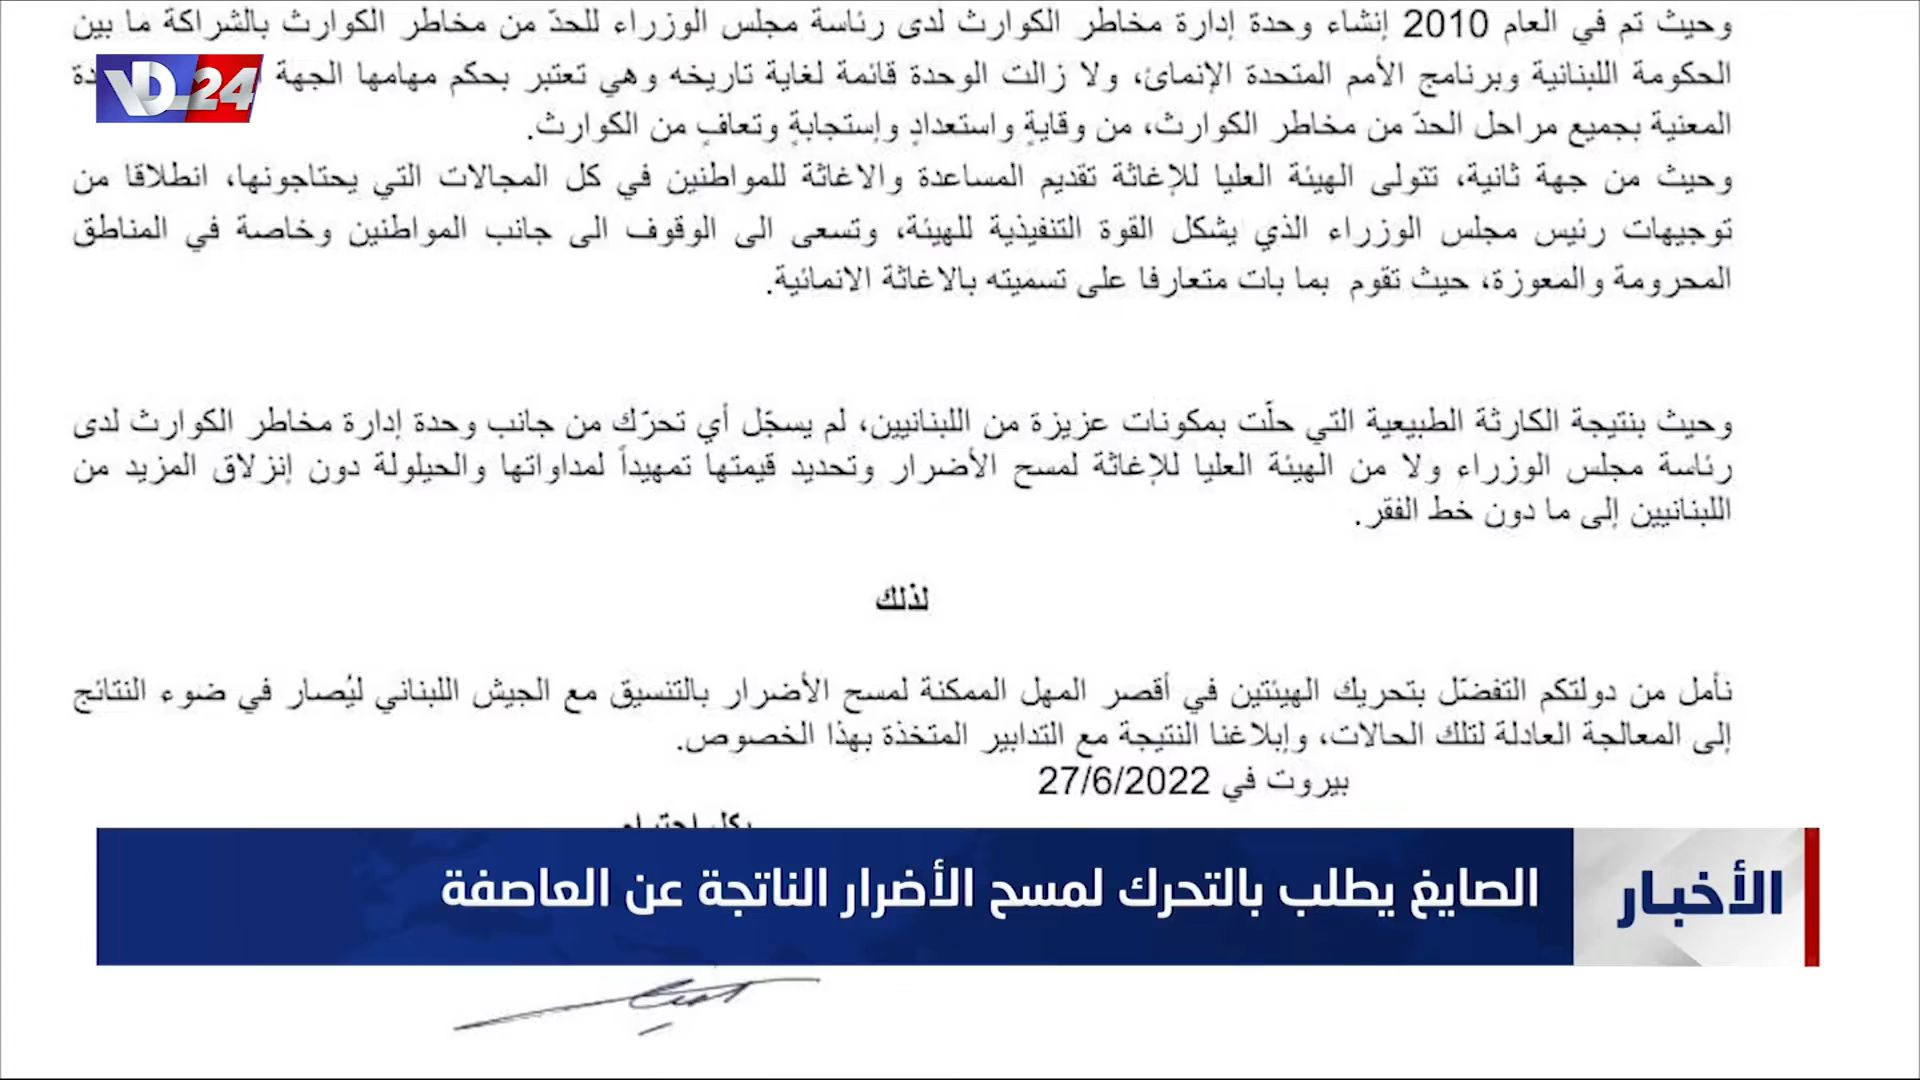 وحيث تم في العام 2010 إنشاء وحدة إدارة مخاطر الكوارث لدى رئاسة مجلس الوزراء للحدّ من مخاطر الكوارث بالشراكة ما بين
الحكومة اللبنانية وبرنامج الأمم المتحدة الإنمائ، ولا زالت الوحدة قائمة لغاية تاريخه وهي تعتبر بحكم مهامها الجهة
VD 24
المعنية بجميع مراحل الحدّ من مخاطر الكوارث، من وقايةٍ واستعدادٍ وإستجابةٍ وتعافٍ من الكوارث.
وحيث من جهة ثانية، تتولى الهيئة العليا للإغاثة تقديم المساعدة والاغاثة للمواطنين في كل المجالات التي يحتاجونها، انطلاقا من
توجيهات رئيس مجلس الوزراء الذي يشكل القوة التنفيذية للهيئة، وتسعى الى الوقوف الى جانب المواطنين وخاصة في المناطق
المحرومة والمعوزة، حيث تقوم بما بات متعارفا على تسميته بالاغاثة الانمائية.
وحيث بنتيجة الكارثة الطبيعية التي حلّت بمكونات عزيزة من اللبنانيين، لم يسجّل أي تحرّك من جانب وحدة إدارة مخاطر الكوارث لدى
رئاسة مجلس الوزراء ولا من الهيئة العليا للإغاثة لمسح الأضرار وتحديد قيمتها تمهيداً لمداواتها والحيلولة دون إنزلاق المزيد من
اللبنانيين إلى ما دون خط الفقر.
لذلك
نأمل من دولتكم التفضّل بتحريك الهيئتين في أقصر المهل الممكنة لمسح الأضرار بالتنسيق مع الجيش اللبناني ليُصار في ضوء النتائج
إلى المعالجة العادلة لتلك الحالات، وإبلاغنا النتيجة مع التدابير المتخذة بهذا الخصوص.
بيروت في 27/6/2022
الأخبار
الصايغ يطلب بالتحرك لمسح الأضرار الناتجة عن العاصفة